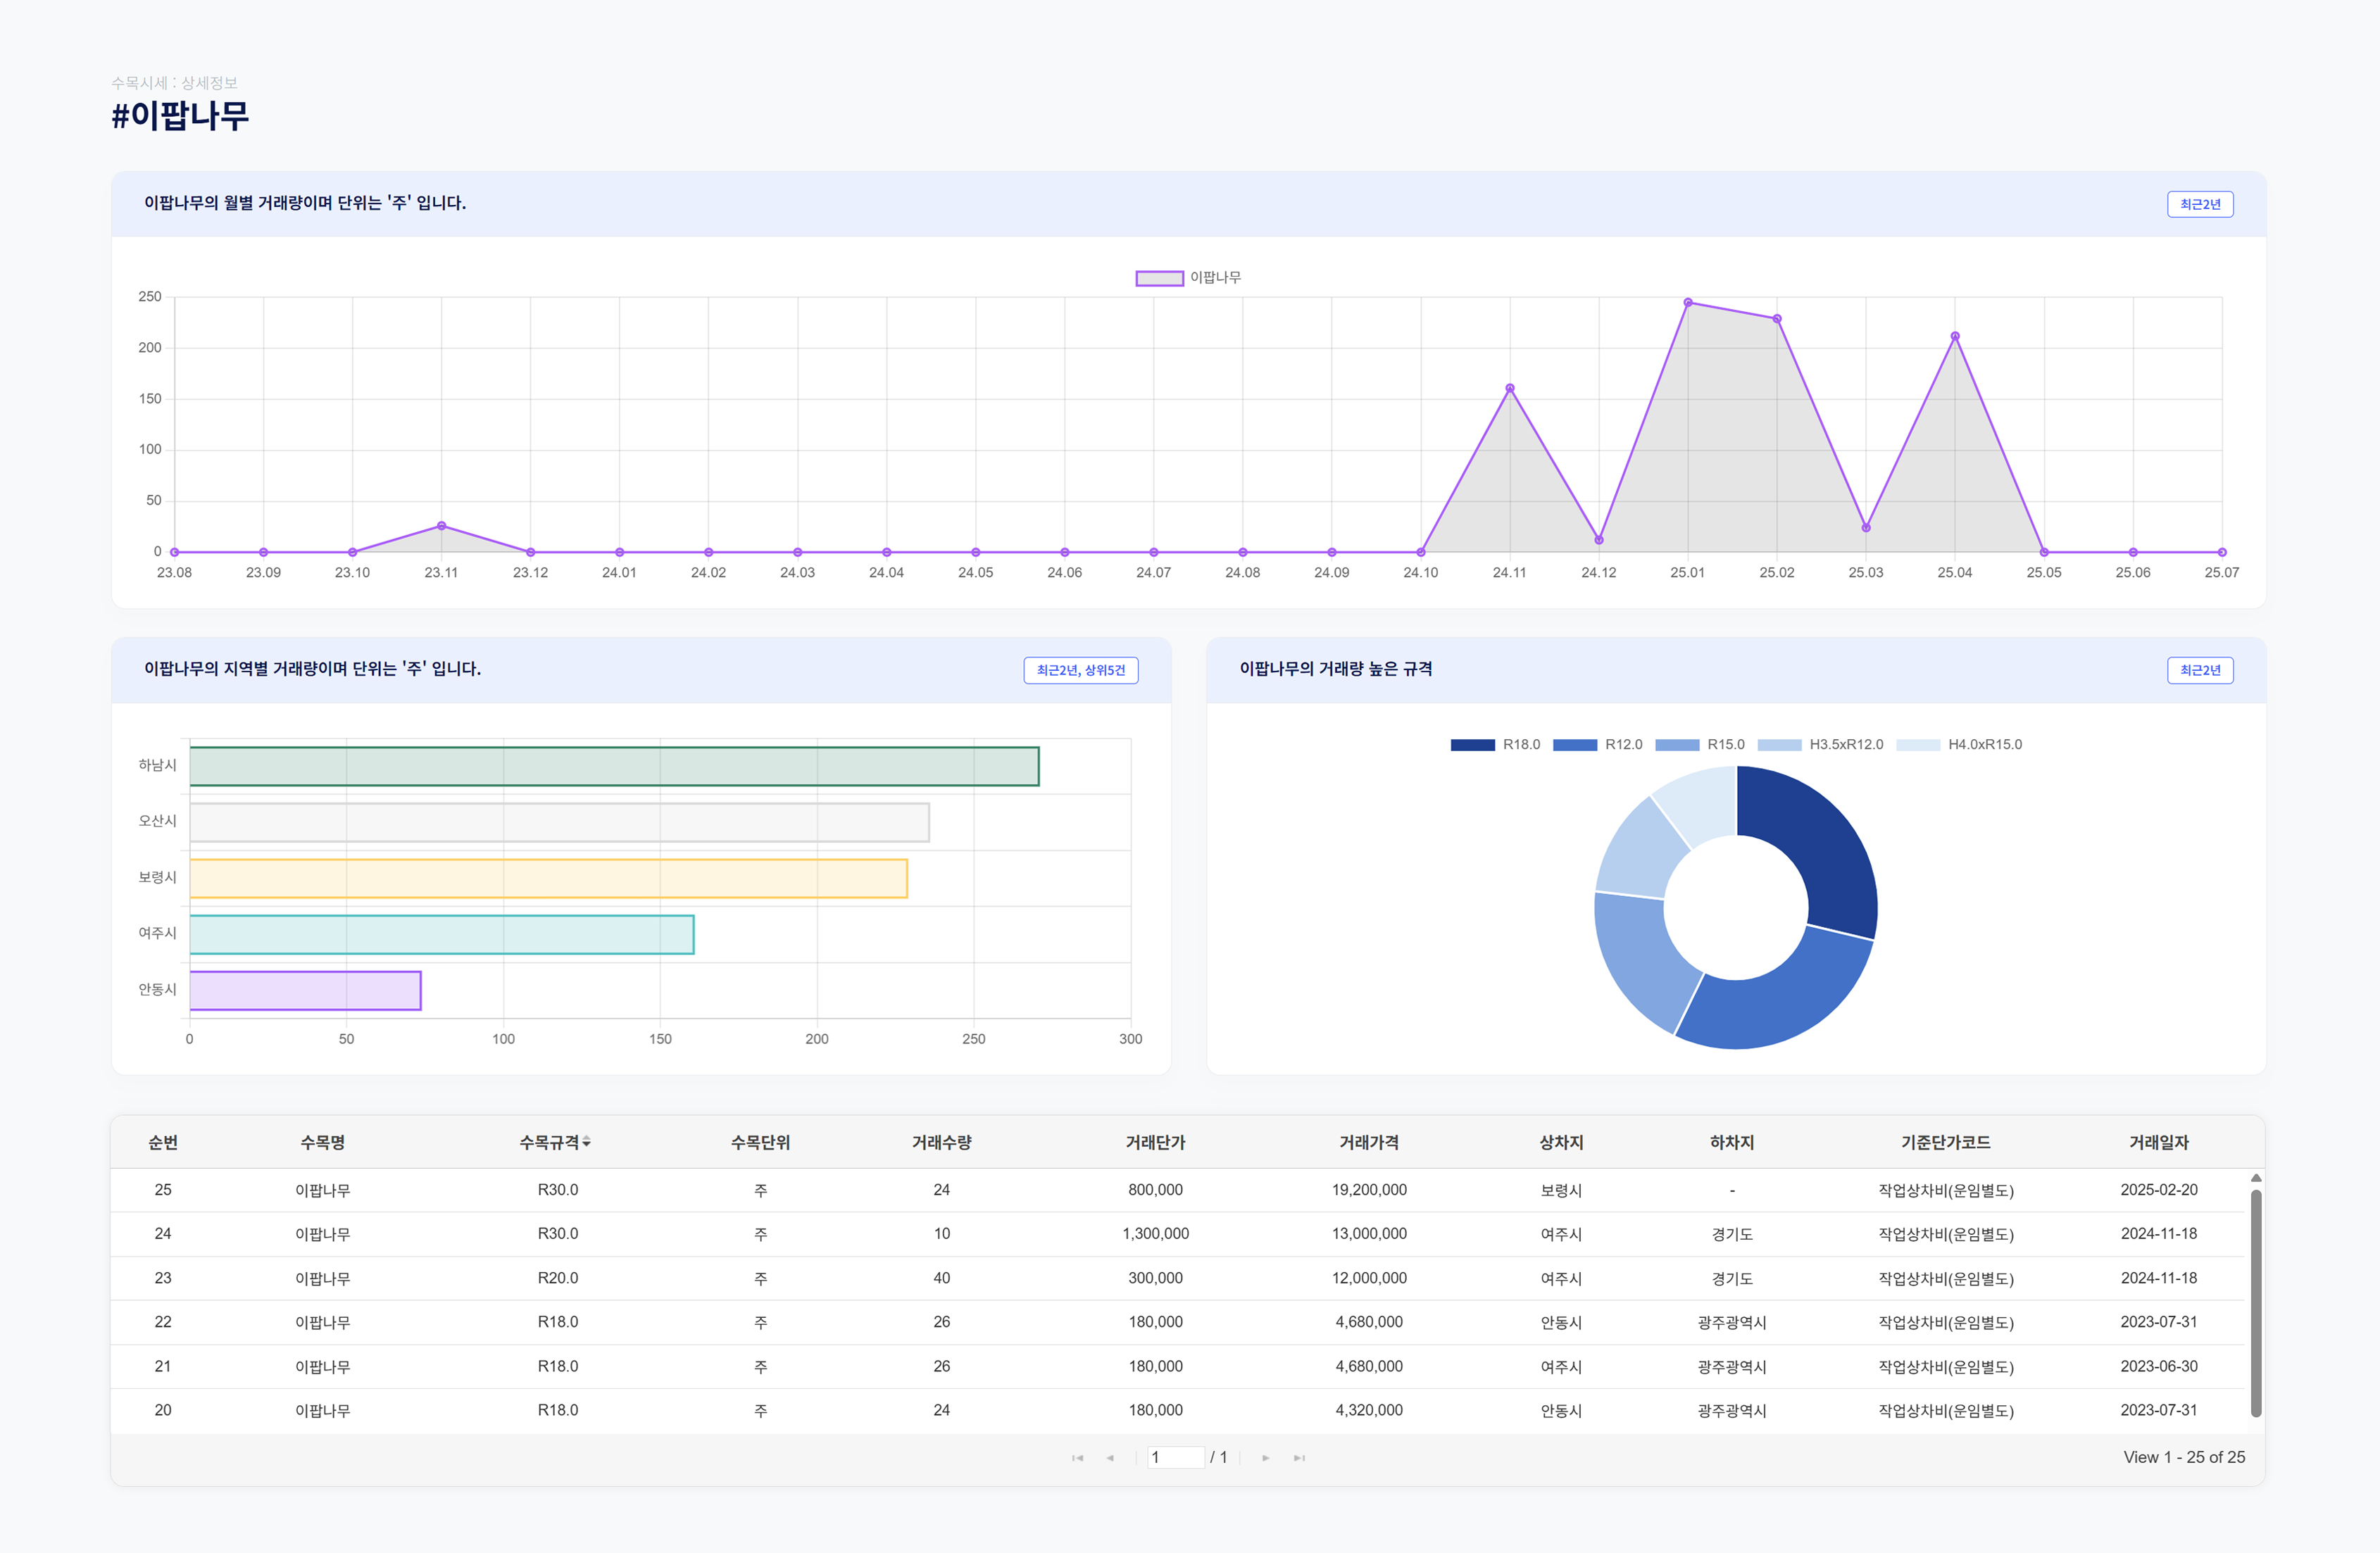 수목시세 : 상세정보
#이팝나무
이팝나무의 월별 거래량이며 단위는 '주' 입니다.
최근2년
이팝나무
250
200
150
100
50
0
23.08 23.09 23.10 23.11 23.12 24.01 24.02 24.03 24.04 24.05 24.06 24.07 24.08 24.09 24.10 24.11 24.12 25.01 25.02 25.03 25.04 25.05 25.06 25.07
이팝나무의 지역별 거래량이며 단위는 '주' 입니다.
최근2년, 상위5건
하남시
오산시
보령시
여주시
안동시
0 50 100 150 200 250 300
이팝나무의 거래량 높은 규격
최근2년
R18.0 R12.0 R15.0 H3.5xR12.0 H4.0xR15.0
순번 수목명 수목규격 수목단위 거래수량 거래단가 거래가격 상차지 하차지 기준단가코드 거래일자
25 이팝나무 R30.0 주 24 800,000 19,200,000 보령시 - 작업상차비(운임별도) 2025-02-20
24 이팝나무 R30.0 주 10 1,300,000 13,000,000 여주시 경기도 작업상차비(운임별도) 2024-11-18
23 이팝나무 R20.0 주 40 300,000 12,000,000 여주시 경기도 작업상차비(운임별도) 2024-11-18
22 이팝나무 R18.0 주 26 180,000 4,680,000 안동시 광주광역시 작업상차비(운임별도) 2023-07-31
21 이팝나무 R18.0 주 26 180,000 4,680,000 여주시 광주광역시 작업상차비(운임별도) 2023-06-30
20 이팝나무 R18.0 주 24 180,000 4,320,000 안동시 광주광역시 작업상차비(운임별도) 2023-07-31
1 / 1
View 1 - 25 of 25